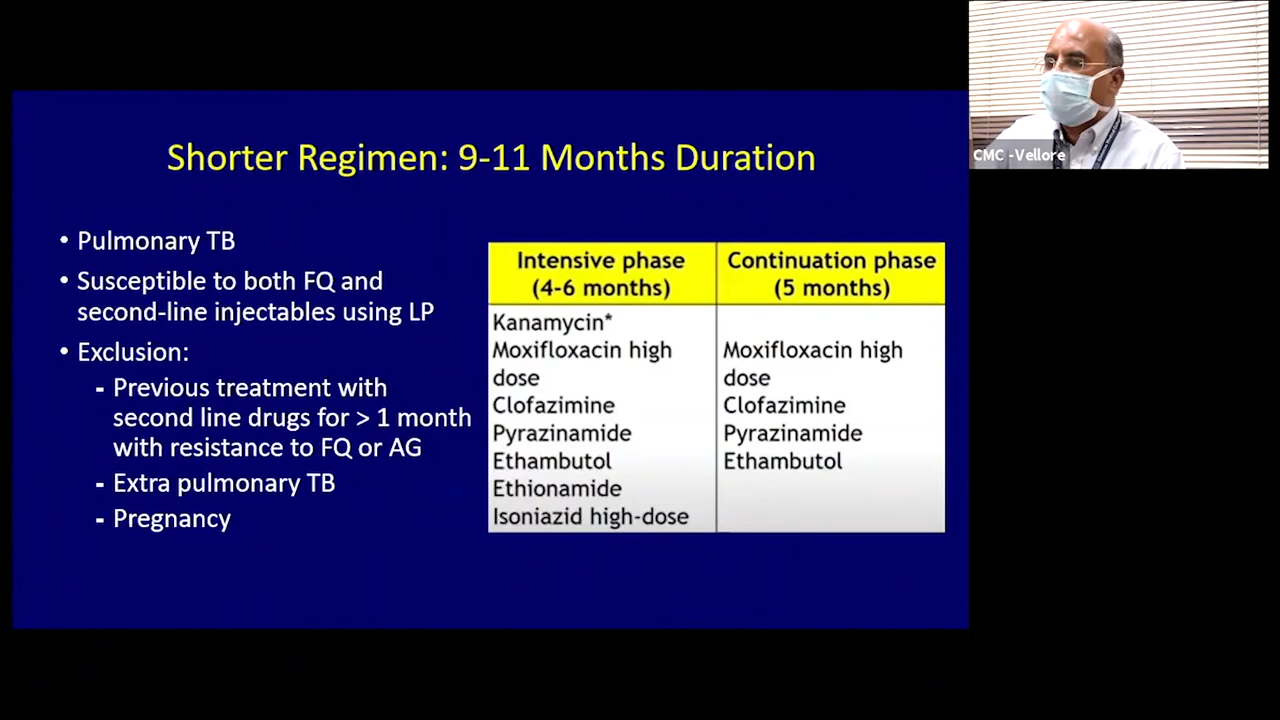 CMC -Vellore
Shorter Regimen: 9-11 Months Duration
• Pulmonary TB
• Susceptible to both FQ and
second-line injectables using LP
• Exclusion:
- Previous treatment with
second line drugs for > 1 month
with resistance to FQ or AG
- Extra pulmonary TB
- Pregnancy
Intensive phase
(4-6 months)
Kanamycin*
Moxifloxacin high
dose
Clofazimine
Pyrazinamide
Ethambutol
Ethionamide
Isoniazid high-dose
Continuation phase
(5 months)
Moxifloxacin high
dose
Clofazimine
Pyrazinamide
Ethambutol